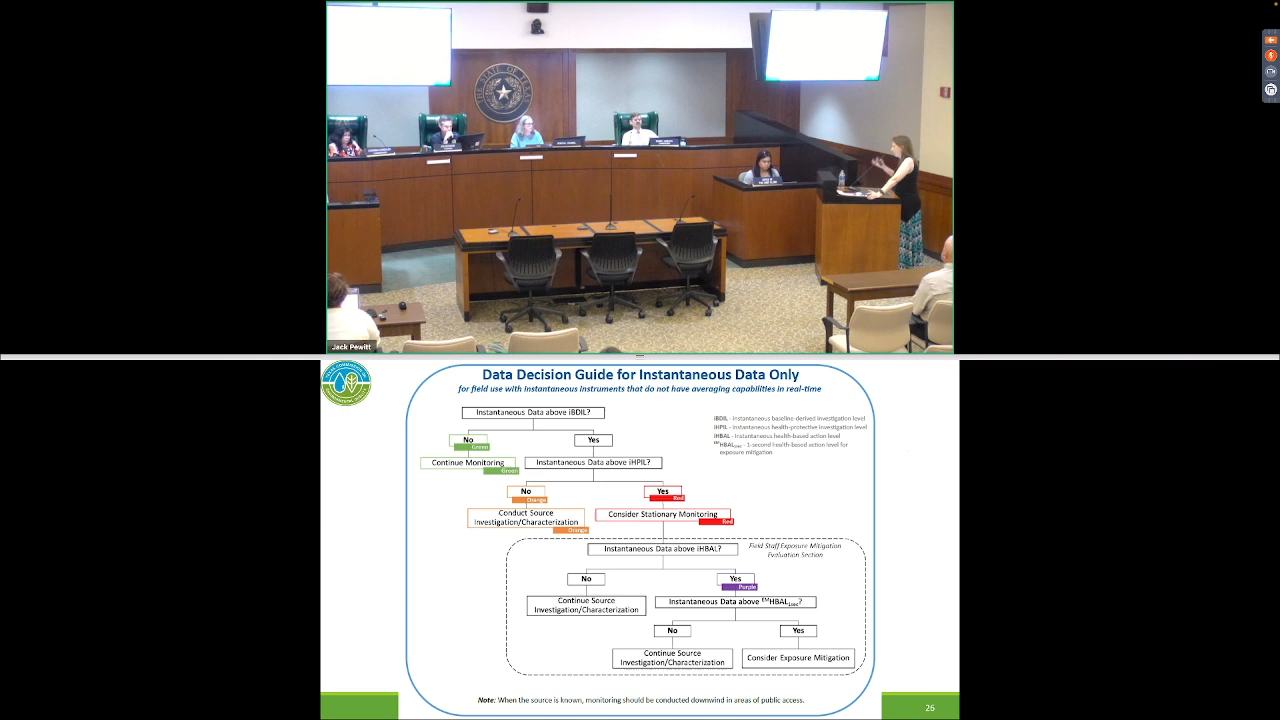 THE STATE OF TEXAS
Jack Pewitt
Data Decision Guide for Instantaneous Data Only
for field use with instantaneous instruments that do not have averaging capabilities in real-time
Instantaneous Data above iBDIL?
iBDIL - Instantaneous baseline-derived investigation level
iHPIL - Instantaneous health-protective investigation level
iHBAL - Instantaneous health-based action level
EMHBAL1sec - 1-second health-based action level for
exposure mitigation
No
Green
Yes
Continue Monitoring
Green
Instantaneous Data above iHPIL?
No
Orange
Yes
Red
Conduct Source
Investigation/Characterization
Orange
Consider Stationary Monitoring
Red
Instantaneous Data above iHBAL?
Field Staff Exposure Mitigation
Evaluation Section
No
Yes
Purple
Continue Source
Investigation/Characterization
Instantaneous Data above EMHBAL1sec?
No
Yes
Continue Source
Investigation/Characterization
Consider Exposure Mitigation
Note: When the source is known, monitoring should be conducted downwind in areas of public access.
26